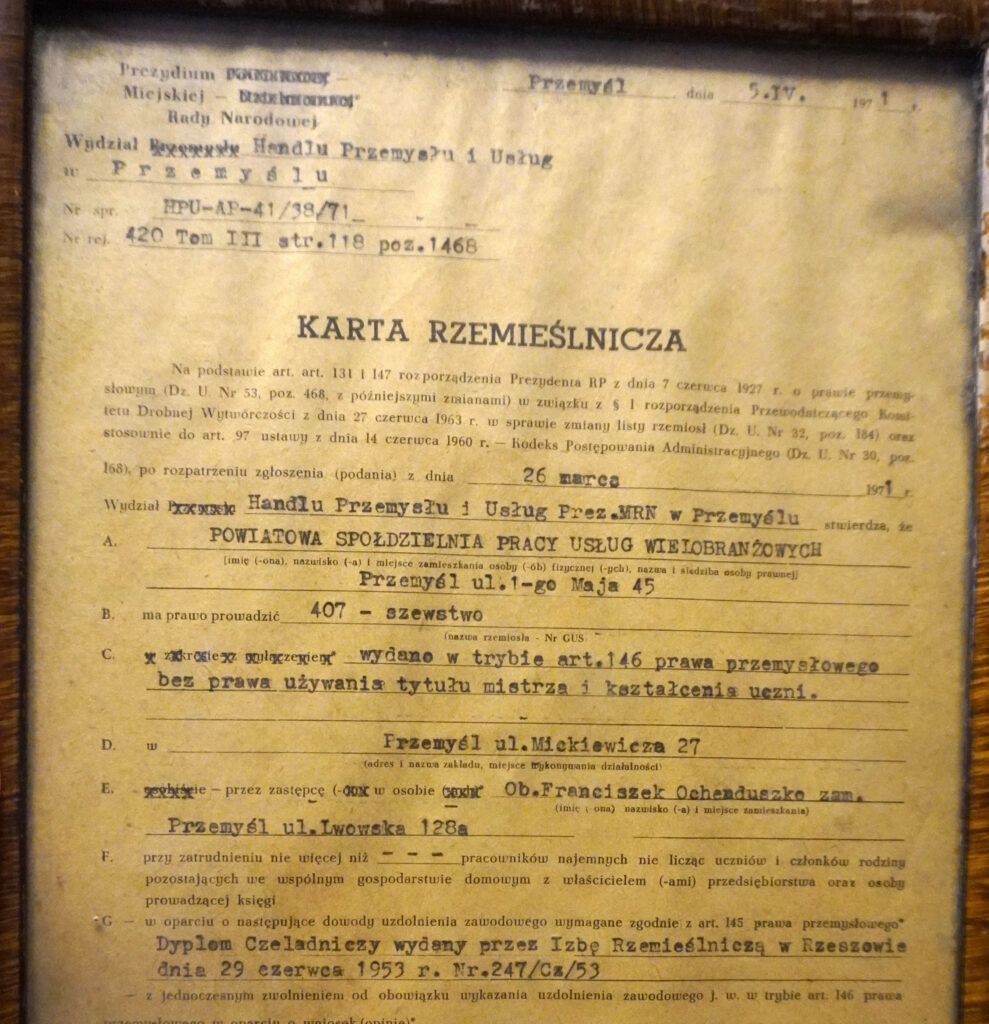 Prezydium
Miejskiej –
Rady Narodowej
Przemyśl dnia 5.IV. 1971 r.
Wydział Handlu Przemysłu i Usług
w Przemyślu
Nr spr. HPU-AP-41/38/71
Nr rej. 420 Tom III str.118 poz.1468
KARTA RZEMIEŚLNICZA
Na podstawie art. art. 131 i 147 rozporządzenia Prezydenta RP z dnia 7 czerwca 1927 r. o prawie przemy-
słowym (Dz. U. Nr 53, poz. 468, z późniejszymi zmianami) w związku z § 1 rozporządzenia Przewodniczącego Komi-
tetu Drobnej Wytwórczości z dnia 27 czerwca 1963 r. w sprawie zmiany listy rzemiosł (Dz. U. Nr 32, poz. 184) oraz
stosownie do art. 97 ustawy z dnia 14 czerwca 1960 r. – Kodeks Postępowania Administracyjnego (Dz. U. Nr 30, poz.
168), po rozpatrzeniu zgłoszenia (podania) z dnia 26 marca 1971 r.
Wydział Handlu Przemysłu i Usług Prez.MRN w Przemyślu stwierdza, że
A. POWIATOWA SPOŁDZIELNIA PRACY USŁUG WIELOBRANŻOWYCH
[imię (-ona), nazwisko (-a) i miejsce zamieszkania osoby (-ób) fizycznej (-ych), nazwa i siedziba osoby prawnej]
Przemyśl ul.1-go Maja 45
B. ma prawo prowadzić 407 - szewstwo
(nazwa rzemiosła - Nr GUS
C. wydano w trybie art.146 prawa przemysłowego
bez prawa używania tytułu mistrza i kształcenia uczni.
D. w Przemyśl ul.Mickiewicza 27
(adres i nazwa zakładu, miejsce wykonywania działalności)
E. – przez zastępcę w osobie Ob.Franciszek Ochenduszko zam.
(imię (-ona) nazwisko (-a) i miejsce zamieszkania)
Przemyśl ul.Lwowska 128a
F. przy zatrudnieniu nie więcej niż - - - pracowników najemnych nie licząc uczniów i członków rodziny
pozostających we wspólnym gospodarstwie domowym z właścicielem (-ami) przedsiębiorstwa oraz osoby
prowadzącej księgi
G – w oparciu o następujące dowody uzdolnienia zawodowego wymagane zgodnie z art. 145 prawa przemysłowego*
Dyplom Czeladniczy wydany przez Izbę Rzemieślniczą w Rzeszowie
dnia 29 czerwca 1953 r. Nr.247/Cz/53
– z jednoczesnym zwolnieniem od obowiązku wykazania uzdolnienia zawodowego j. w. w trybie art. 146 prawa
przemysłowego w oparciu o wniosek (opinię)*